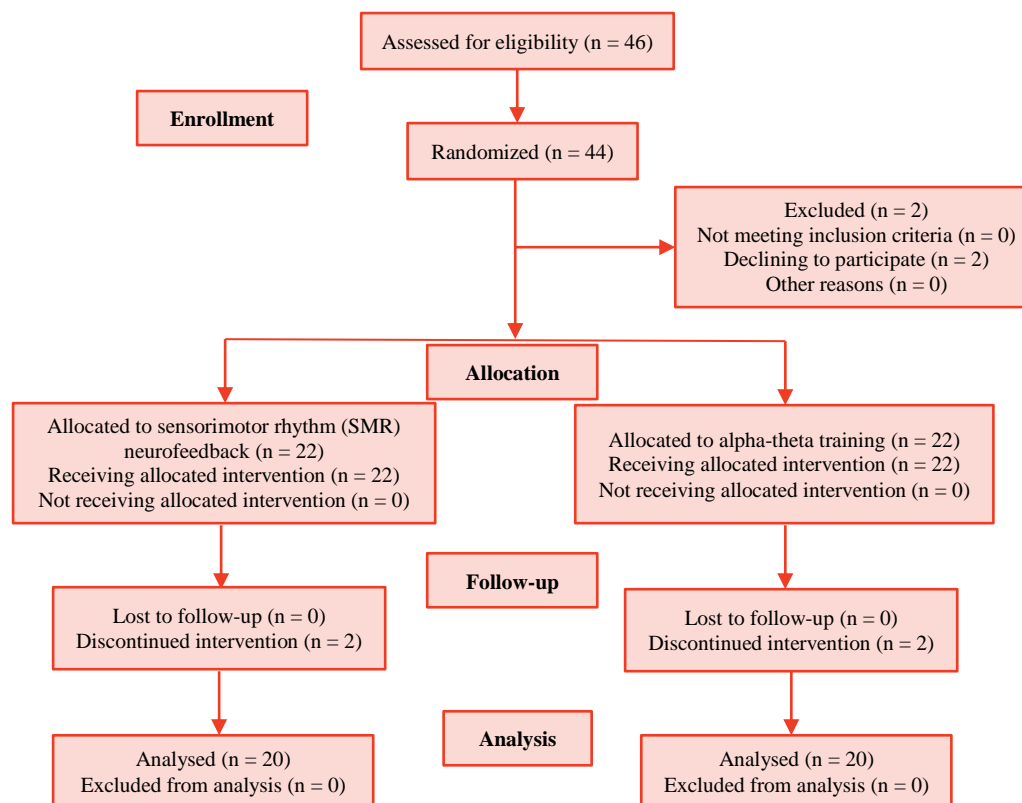 Assessed for eligibility (n = 46)
Enrollment
Randomized (n = 44)
Excluded (n = 2)
Not meeting inclusion criteria (n = 0)
Declining to participate (n = 2)
Other reasons (n = 0)
Allocation
Allocated to sensorimotor rhythm (SMR)
neurofeedback (n = 22)
Receiving allocated intervention (n = 22)
Not receiving allocated intervention (n = 0)
Allocated to alpha-theta training (n = 22)
Receiving allocated intervention (n = 22)
Not receiving allocated intervention (n = 0)
Follow-up
Lost to follow-up (n = 0)
Discontinued intervention (n = 2)
Lost to follow-up (n = 0)
Discontinued intervention (n = 2)
Analysis
Analysed (n = 20)
Excluded from analysis (n = 0)
Analysed (n = 20)
Excluded from analysis (n = 0)